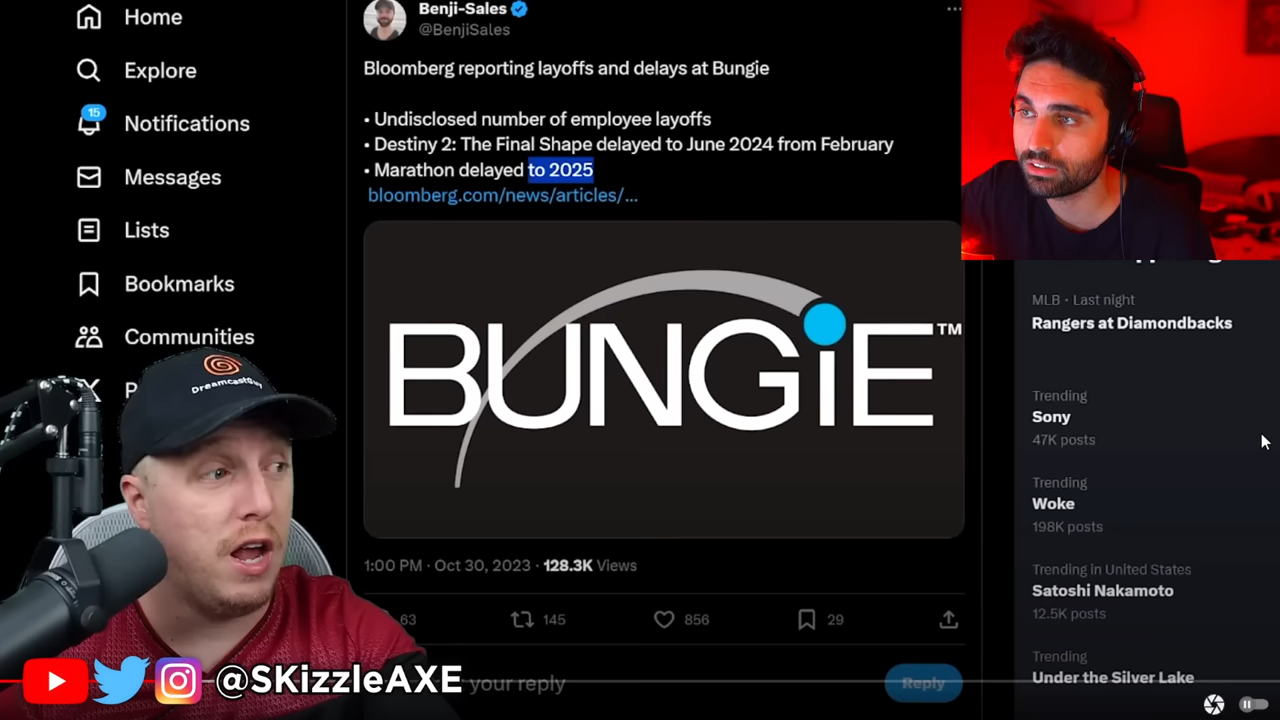 Home
Explore
15
Notifications
Messages
Lists
Bookmarks
Communities
Benji-Sales
@BenjiSales
Bloomberg reporting layoffs and delays at Bungie
• Undisclosed number of employee layoffs
• Destiny 2: The Final Shape delayed to June 2024 from February
• Marathon delayed to 2025
bloomberg.com/news/articles/...
BUNGiE™
1:00 PM · Oct 30, 2023 · 128.3K Views
63 145 856 29
your reply
Reply
MLB · Last night
Rangers at Diamondbacks
Trending
Sony
47K posts
Trending
Woke
198K posts
Trending in United States
Satoshi Nakamoto
12.5K posts
Trending
Under the Silver Lake
DreamcastGuy
@SKizzleAXE